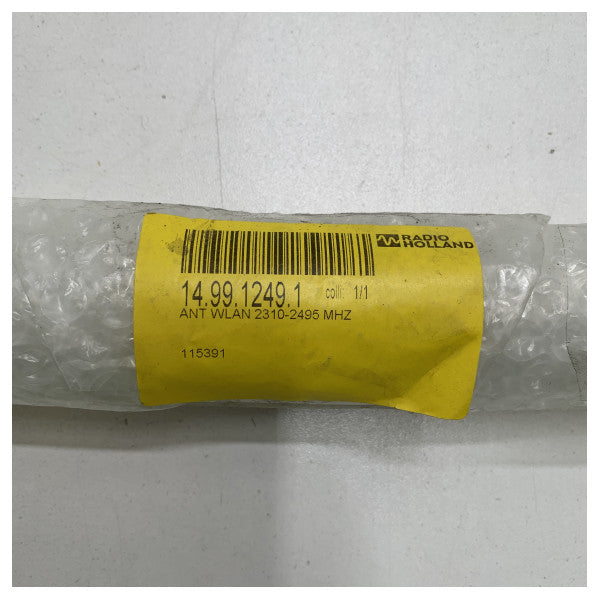 RADIO
HOLLAND
14.99.1249.1 colli: 1/1
ANT WLAN 2310-2495 MHZ
115391